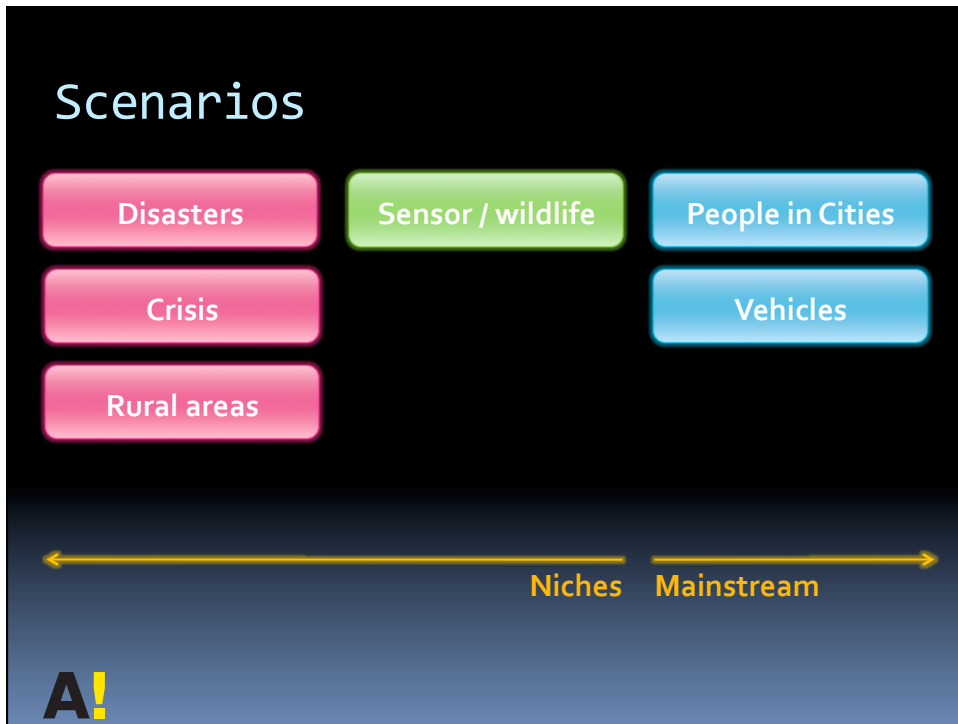 Scenarios
Disasters
Sensor / wildlife
People in Cities
Crisis
Vehicles
Rural areas
Niches
Mainstream
A!